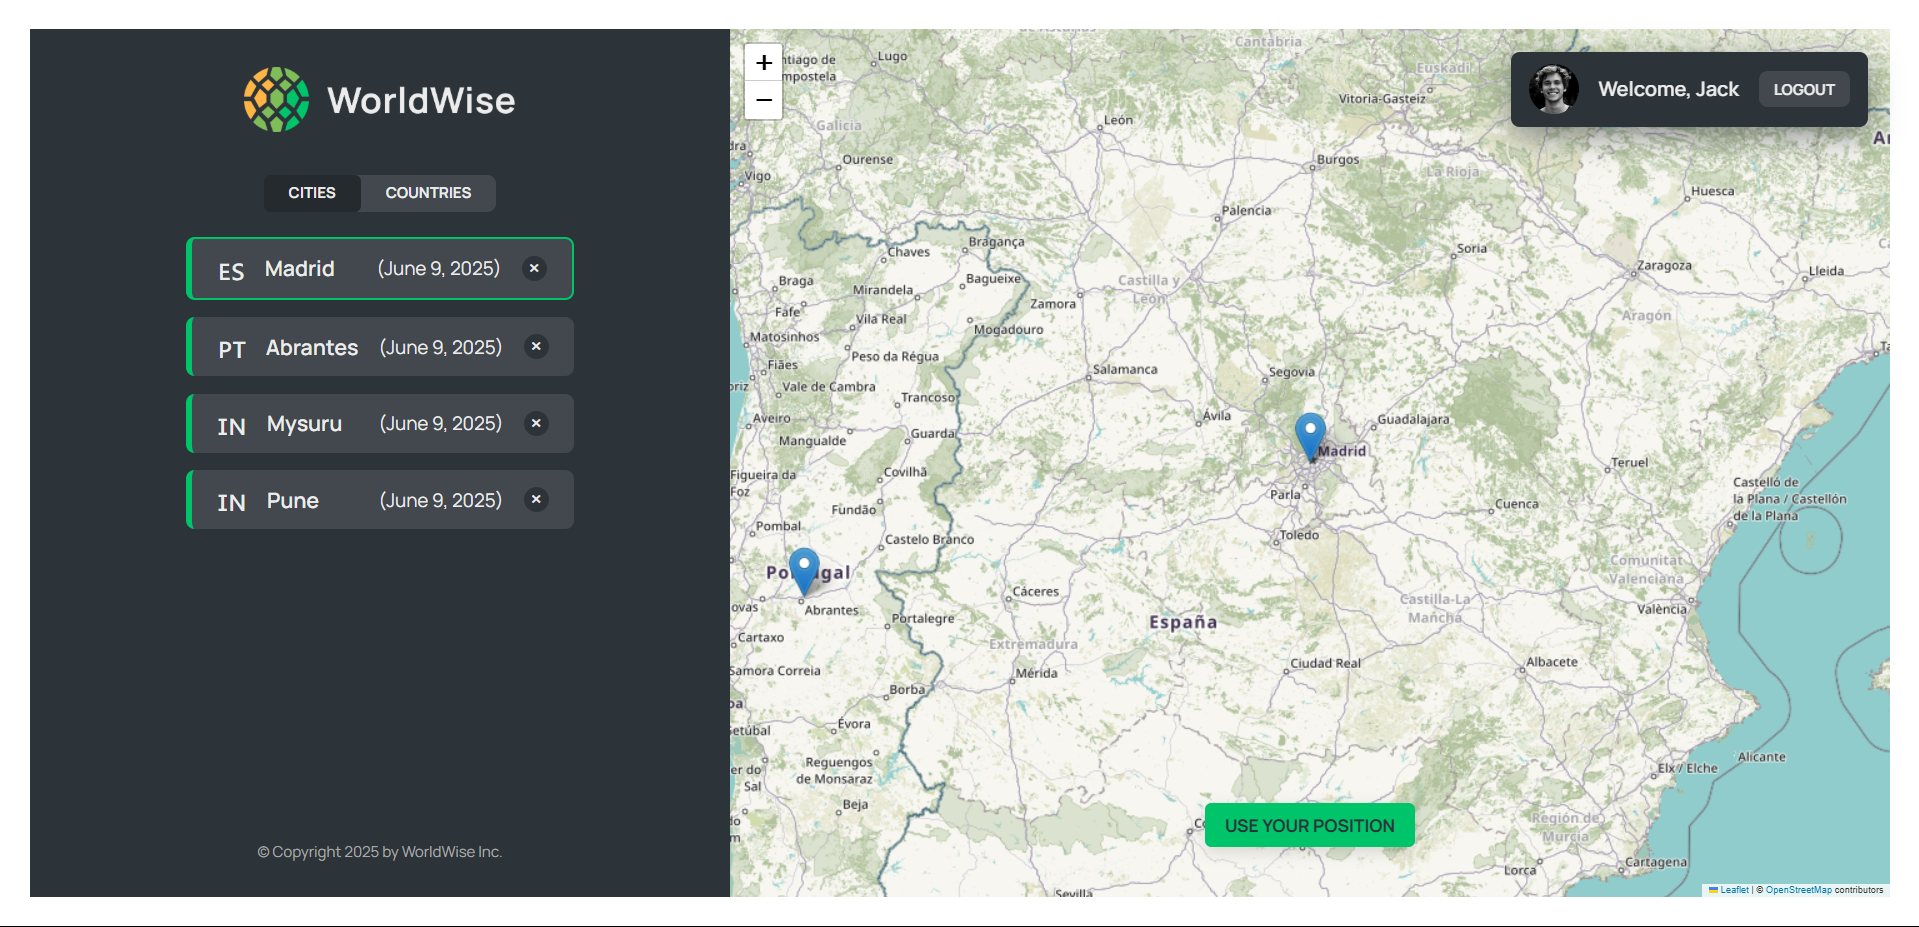 WorldWise
CITIES
COUNTRIES
ES Madrid (June 9, 2025) ×
PT Abrantes (June 9, 2025) ×
IN Mysuru (June 9, 2025) ×
IN Pune (June 9, 2025) ×
© Copyright 2025 by WorldWise Inc.
+
−
Welcome, Jack
LOGOUT
Cantabria
Lugo
Euskadi
Vitoria-Gasteiz
León
Galicia
Ourense
Burgos
La Rioja
Vigo
Huesca
Palencia
Bragança
Chaves
Soria
Zaragoza
Lleida
Braga
Bagueixe
Castilla y
León
Mirandela
Zamora
Fafe
Vila Real
Aragón
Mogadouro
Matosinhos
Peso da Régua
Fiães
Salamanca
Segovia
Vale de Cambra
Trancoso
Aveiro
Ávila
Guadalajara
Mangualde
Guarda
Madrid
Figueira da
Foz
Covilhã
Teruel
Parla
Castelló de
la Plana / Castellón
de la Plana
Cuenca
Fundão
Pombal
Toledo
Castelo Branco
Comunitat
Valenciana
Portugal
Cáceres
Castilla-La
Mancha
Abrantes
València
Portalegre
España
Cartaxo
Extremadura
Samora Correia
Mérida
Ciudad Real
Albacete
Borba
Évora
Reguengos
de Monsaraz
Alicante
Elx / Elche
Sal
Beja
USE YOUR POSITION
Región de
Murcia
Lorca
Cartagena
Sevilla
Leaflet | © OpenStreetMap contributors